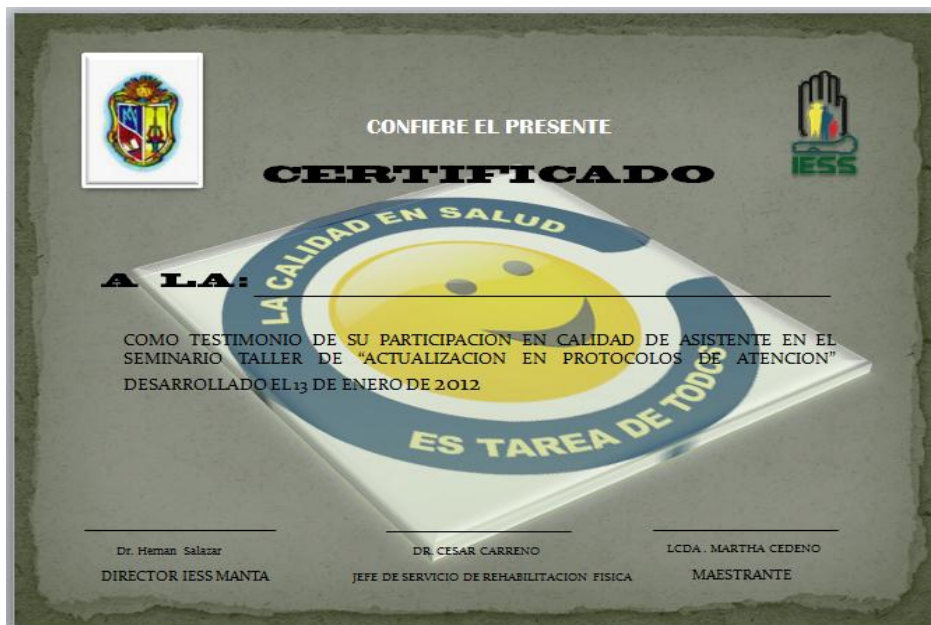 CONFIERE EL PRESENTE
IESS
CERTIFICADO
LA CALIDAD EN SALUD
A LA:
COMO TESTIMONIO DE SU PARTICIPACION EN CALIDAD DE ASISTENTE EN EL
SEMINARIO TALLER DE “ACTUALIZACION EN PROTOCOLOS DE ATENCION”
DESARROLLADO EL 13 DE ENERO DE 2012
ES TAREA DE TODOS
Dr. Hernan Salazar
DIRECTOR IESS MANTA
DR. CESAR CARRENO
JEFE DE SERVICIO DE REHABILITACION FISICA
LCDA . MARTHA CEDENO
MAESTRANTE